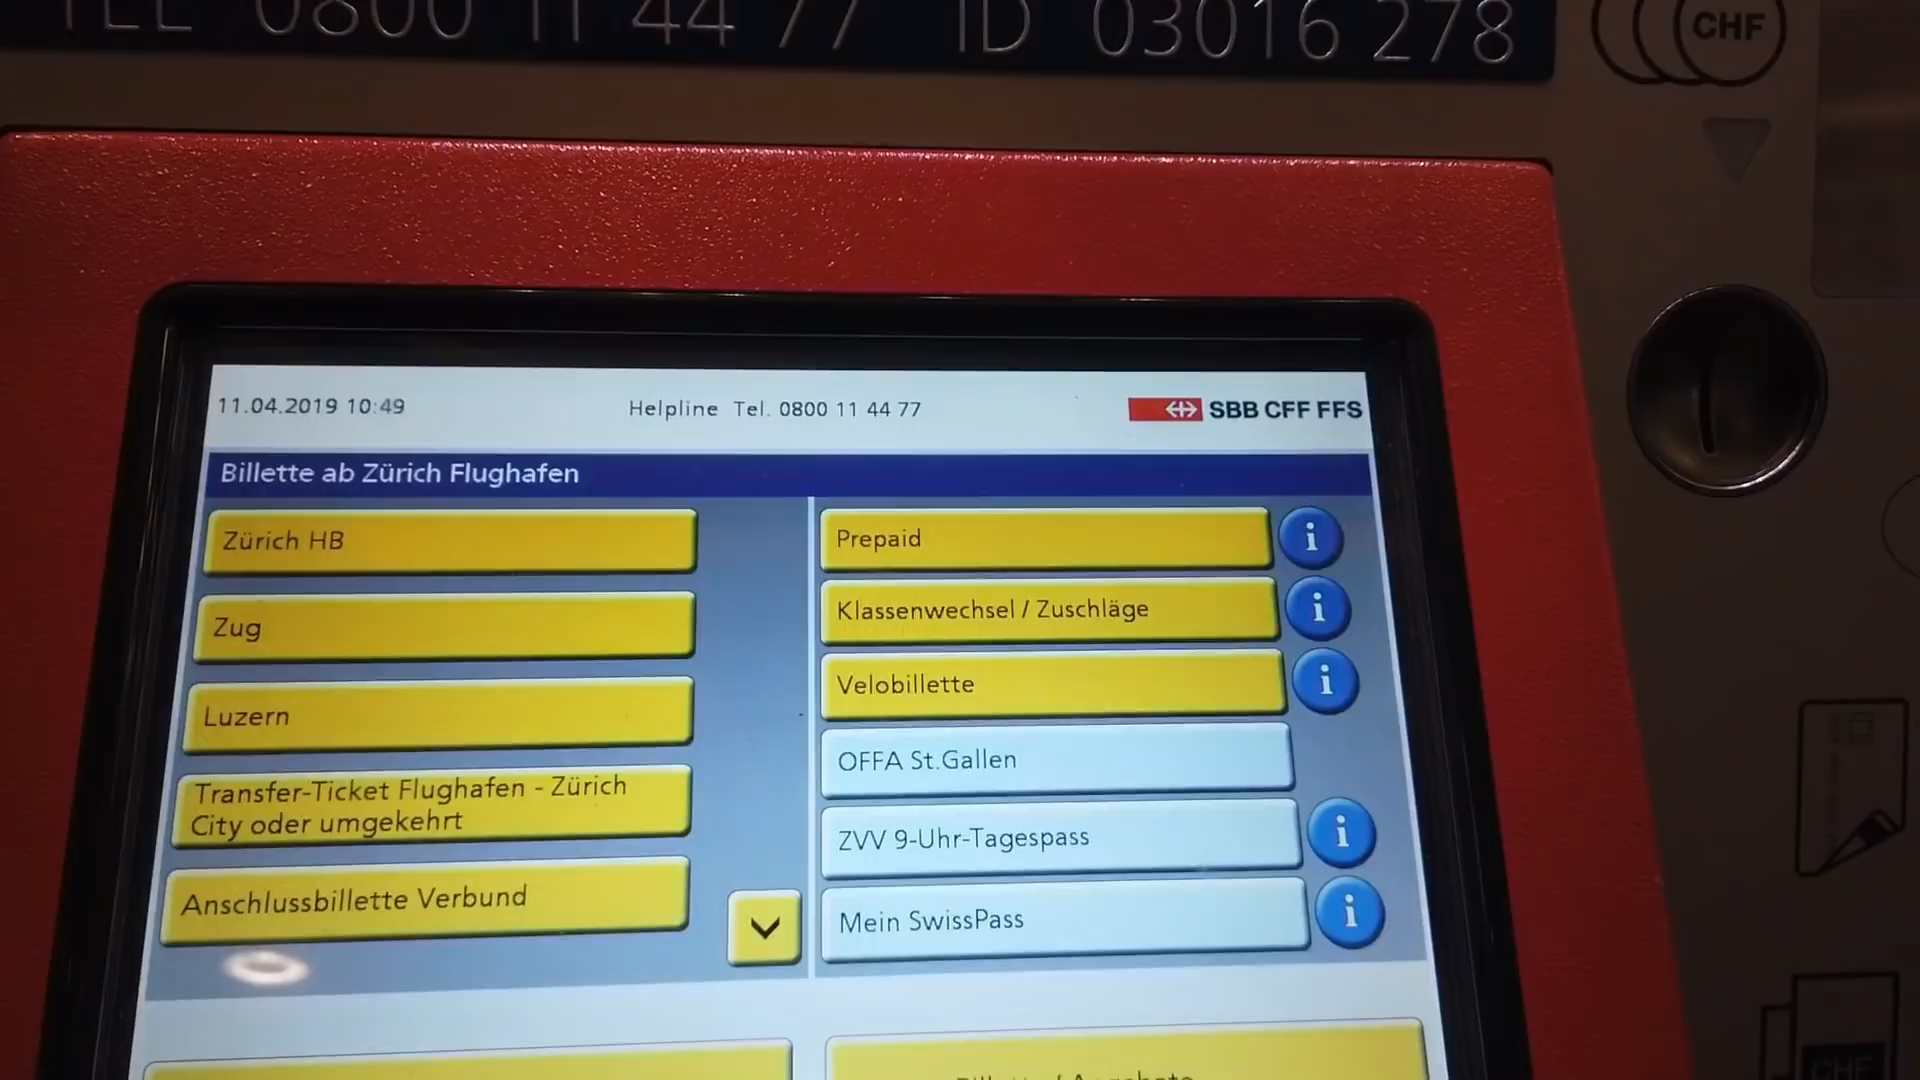 TEL 0800 11 44 77 ID 03016 278
CHF
11.04.2019 10:49
Helpline Tel. 0800 11 44 77
SBB CFF FFS
Billette ab Zürich Flughafen
Zürich HB
Zug
Luzern
Transfer-Ticket Flughafen - Zürich
City oder umgekehrt
Anschlussbillette Verbund
Prepaid
i
Klassenwechsel / Zuschläge
i
Velobillette
i
OFFA St.Gallen
ZVV 9-Uhr-Tagespass
i
Mein SwissPass
i
CHF